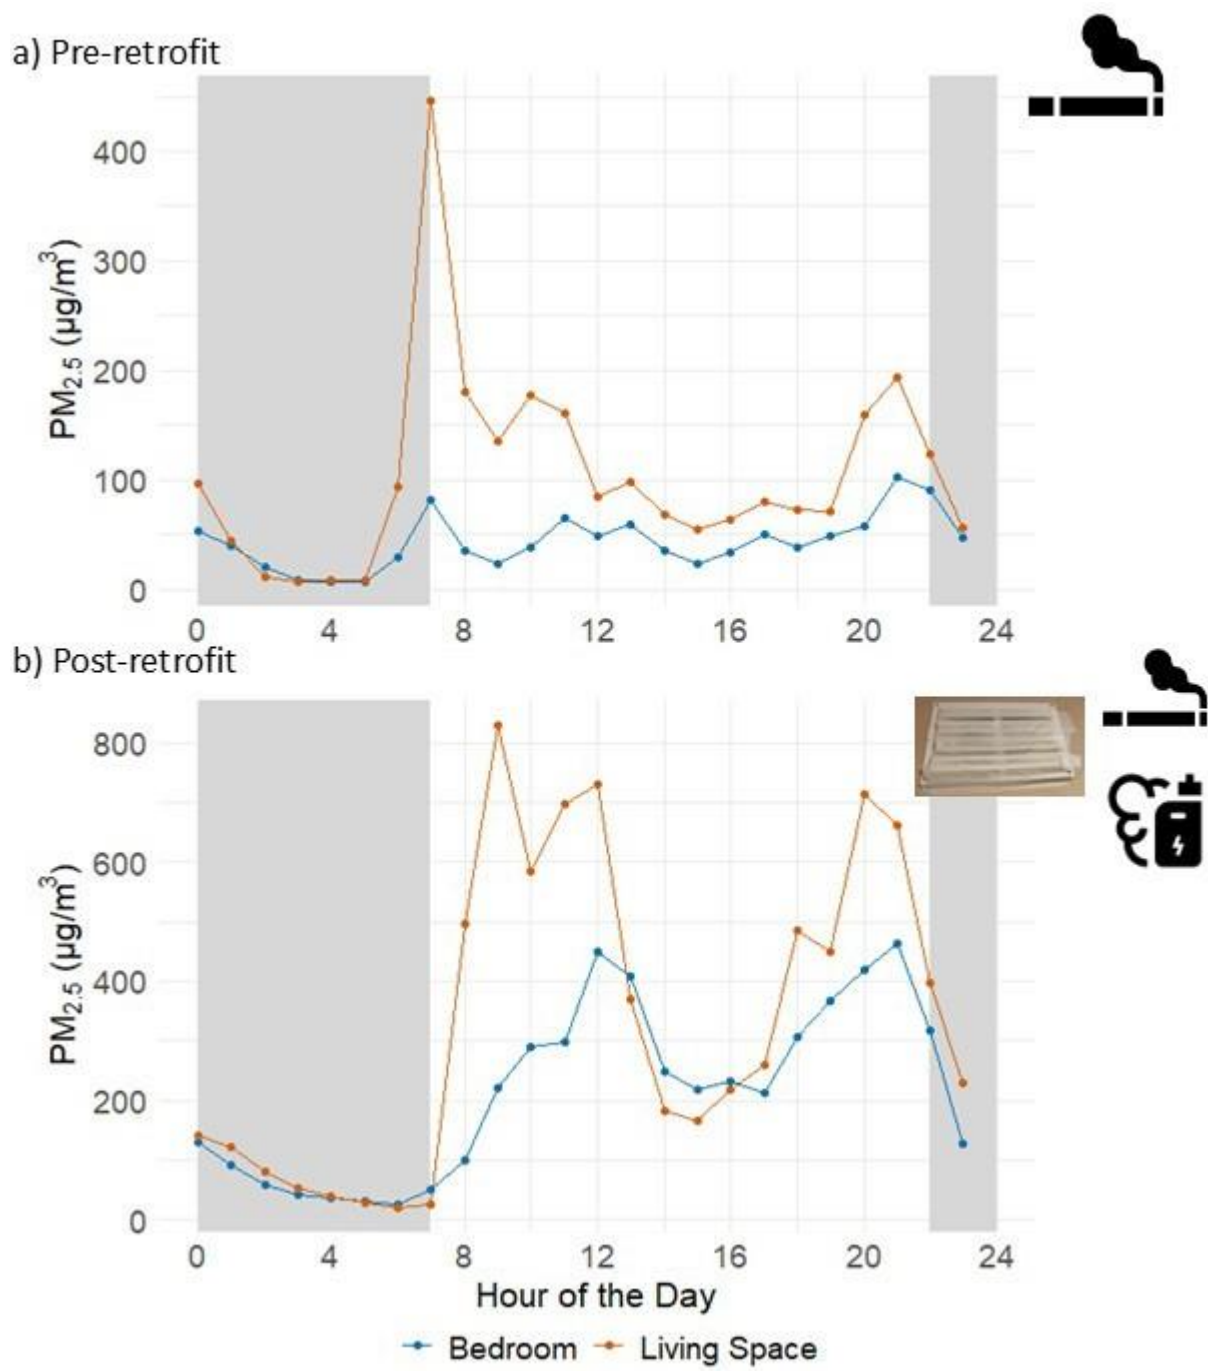 a) Pre-retrofit
PM2.5 (µg/m³)
400
300
200
100
0
0 4 8 12 16 20 24
b) Post-retrofit
PM2.5 (µg/m³)
800
600
400
200
0
0 4 8 12 16 20 24
Hour of the Day
Bedroom Living Space